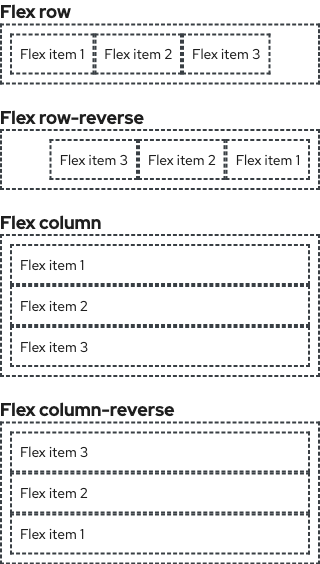 Flex row
Flex item 1 Flex item 2 Flex item 3
Flex row-reverse
Flex item 3 Flex item 2 Flex item 1
Flex column
Flex item 1
Flex item 2
Flex item 3
Flex column-reverse
Flex item 3
Flex item 2
Flex item 1